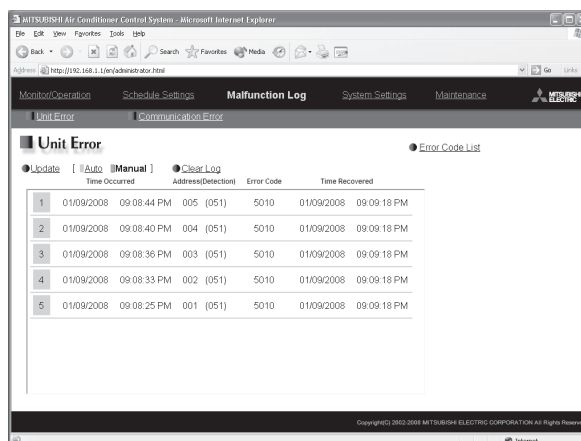 MITSUBISHI Air Conditioner Control System - Microsoft Internet Explorer
File Edit View Favorites Tools Help
Back Search Favorites Media
Address http://192.168.1.1/en/administrator.html Go Links
Monitor/Operation Schedule Settings Malfunction Log System Settings Maintenance MITSUBISHI ELECTRIC
Unit Error Communication Error
Unit Error Error Code List
Update [ Auto Manual ] Clear Log
Time Occurred Address(Detection) Error Code Time Recovered
1 01/09/2008 09:08:44 PM 005 (051) 5010 01/09/2008 09:09:18 PM
2 01/09/2008 09:08:40 PM 004 (051) 5010 01/09/2008 09:09:18 PM
3 01/09/2008 09:08:36 PM 003 (051) 5010 01/09/2008 09:09:18 PM
4 01/09/2008 09:08:33 PM 002 (051) 5010 01/09/2008 09:09:18 PM
5 01/09/2008 09:08:25 PM 001 (051) 5010 01/09/2008 09:09:18 PM
Copyright(C) 2002-2008 MITSUBISHI ELECTRIC CORPORATION All Rights Reserve
Internet